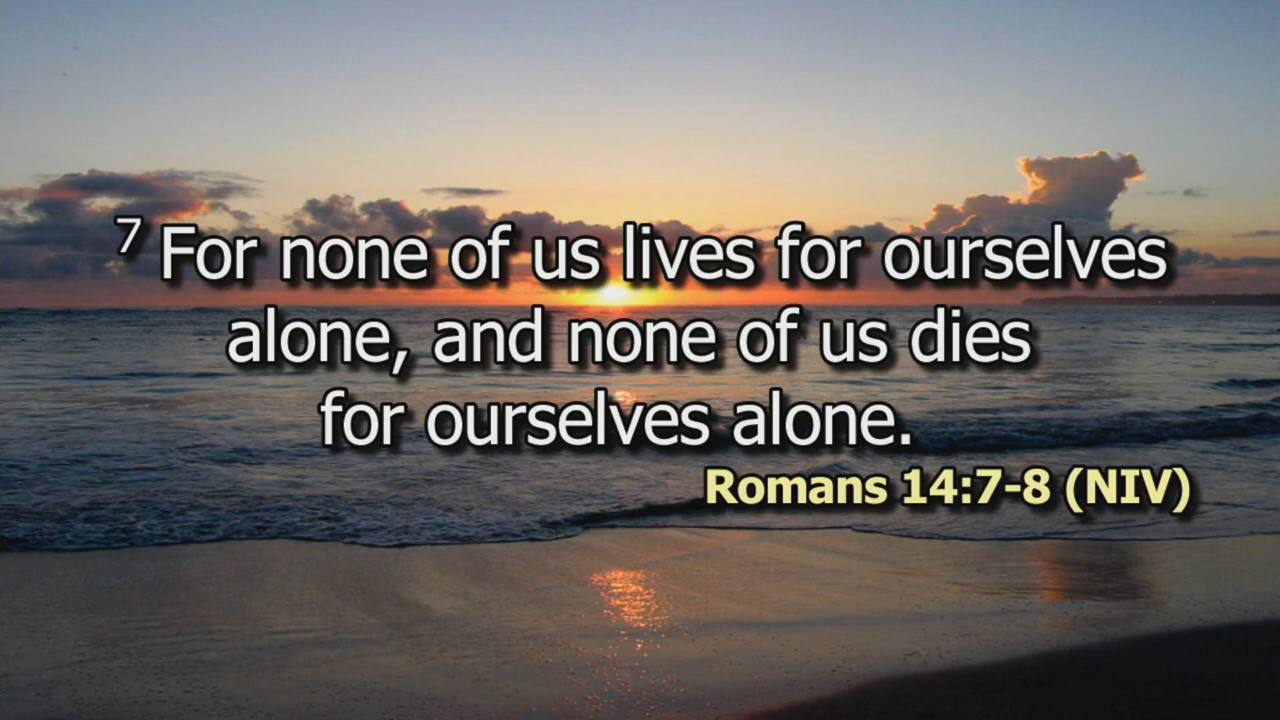 7 For none of us lives for ourselves
alone, and none of us dies
for ourselves alone.
Romans 14:7-8 (NIV)